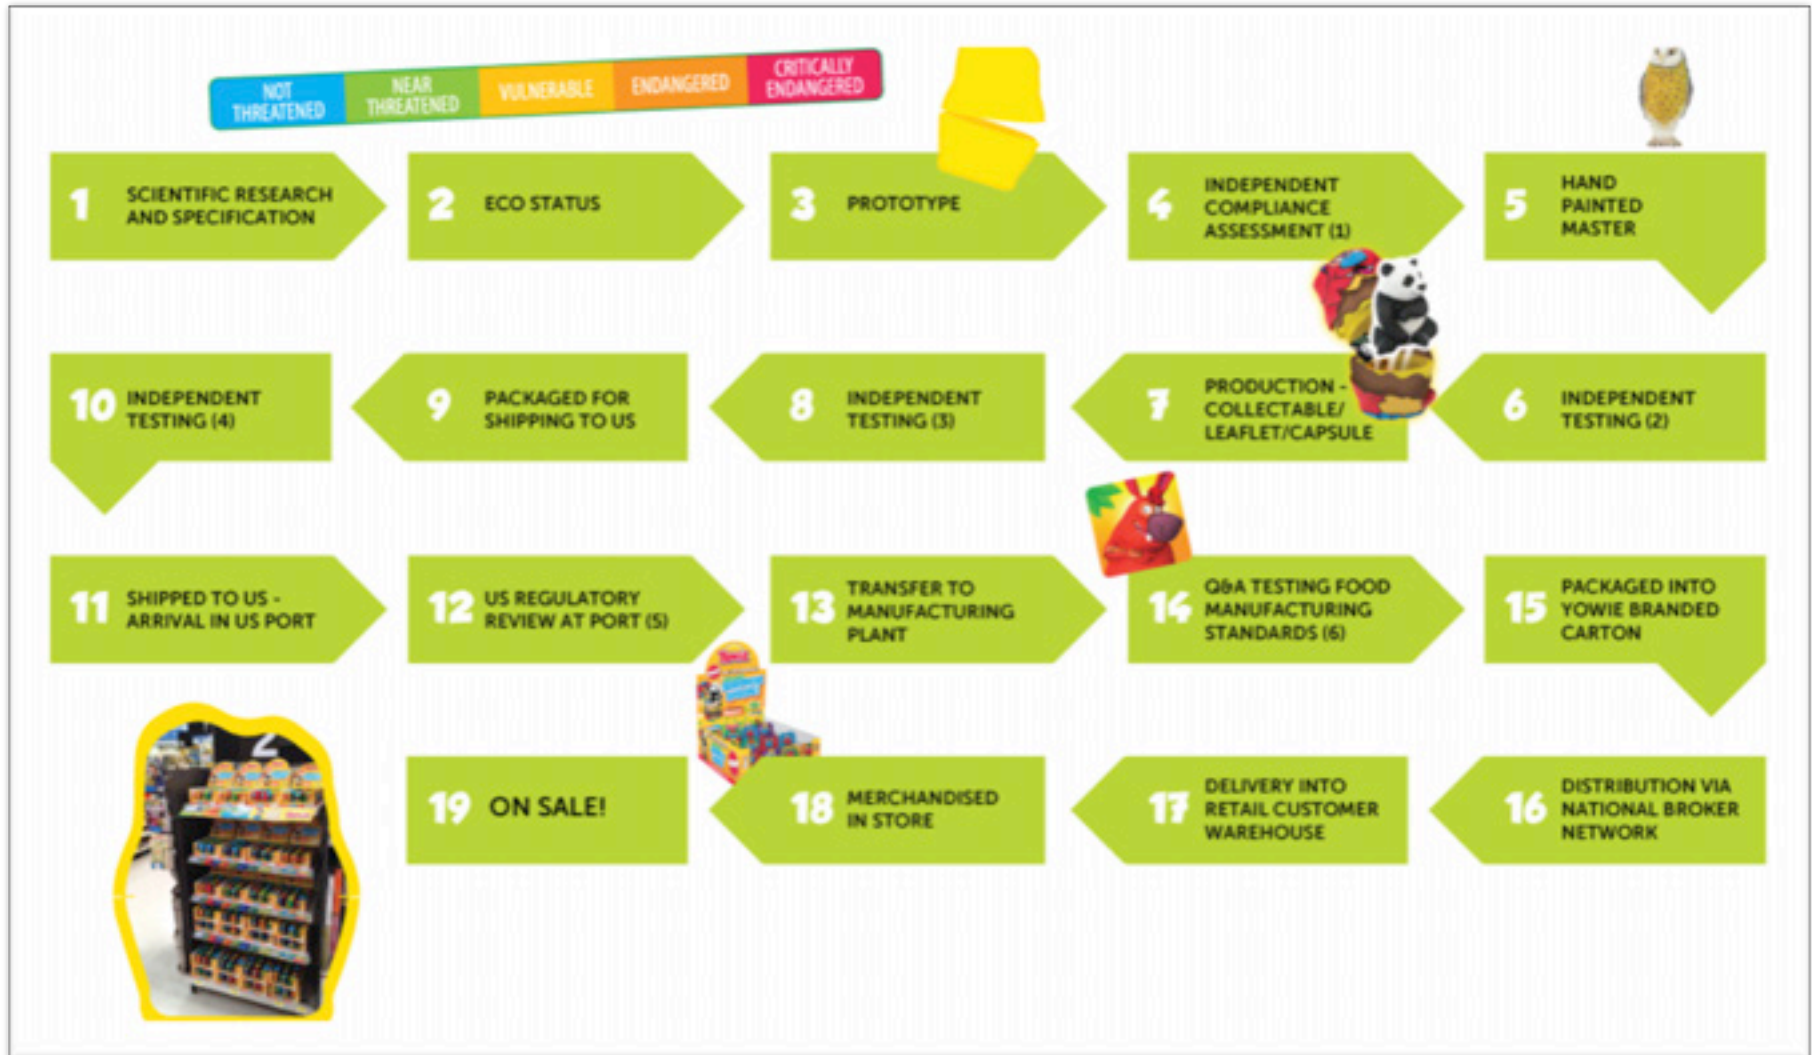 NOT
THREATENED
NEAR
THREATENED
VULNERABLE
ENDANGERED
CRITICALLY
ENDANGERED
1 SCIENTIFIC RESEARCH
AND SPECIFICATION
2 ECO STATUS
3 PROTOTYPE
4 INDEPENDENT
COMPLIANCE
ASSESSMENT (1)
5 HAND
PAINTED
MASTER
6 INDEPENDENT
TESTING (2)
7 PRODUCTION -
COLLECTABLE/
LEAFLET/CAPSULE
8 INDEPENDENT
TESTING (3)
9 PACKAGED FOR
SHIPPING TO US
10 INDEPENDENT
TESTING (4)
11 SHIPPED TO US -
ARRIVAL IN US PORT
12 US REGULATORY
REVIEW AT PORT (5)
13 TRANSFER TO
MANUFACTURING
PLANT
14 Q&A TESTING FOOD
MANUFACTURING
STANDARDS (6)
15 PACKAGED INTO
YOWIE BRANDED
CARTON
16 DISTRIBUTION VIA
NATIONAL BROKER
NETWORK
17 DELIVERY INTO
RETAIL CUSTOMER
WAREHOUSE
18 MERCHANDISED
IN STORE
19 ON SALE!
2